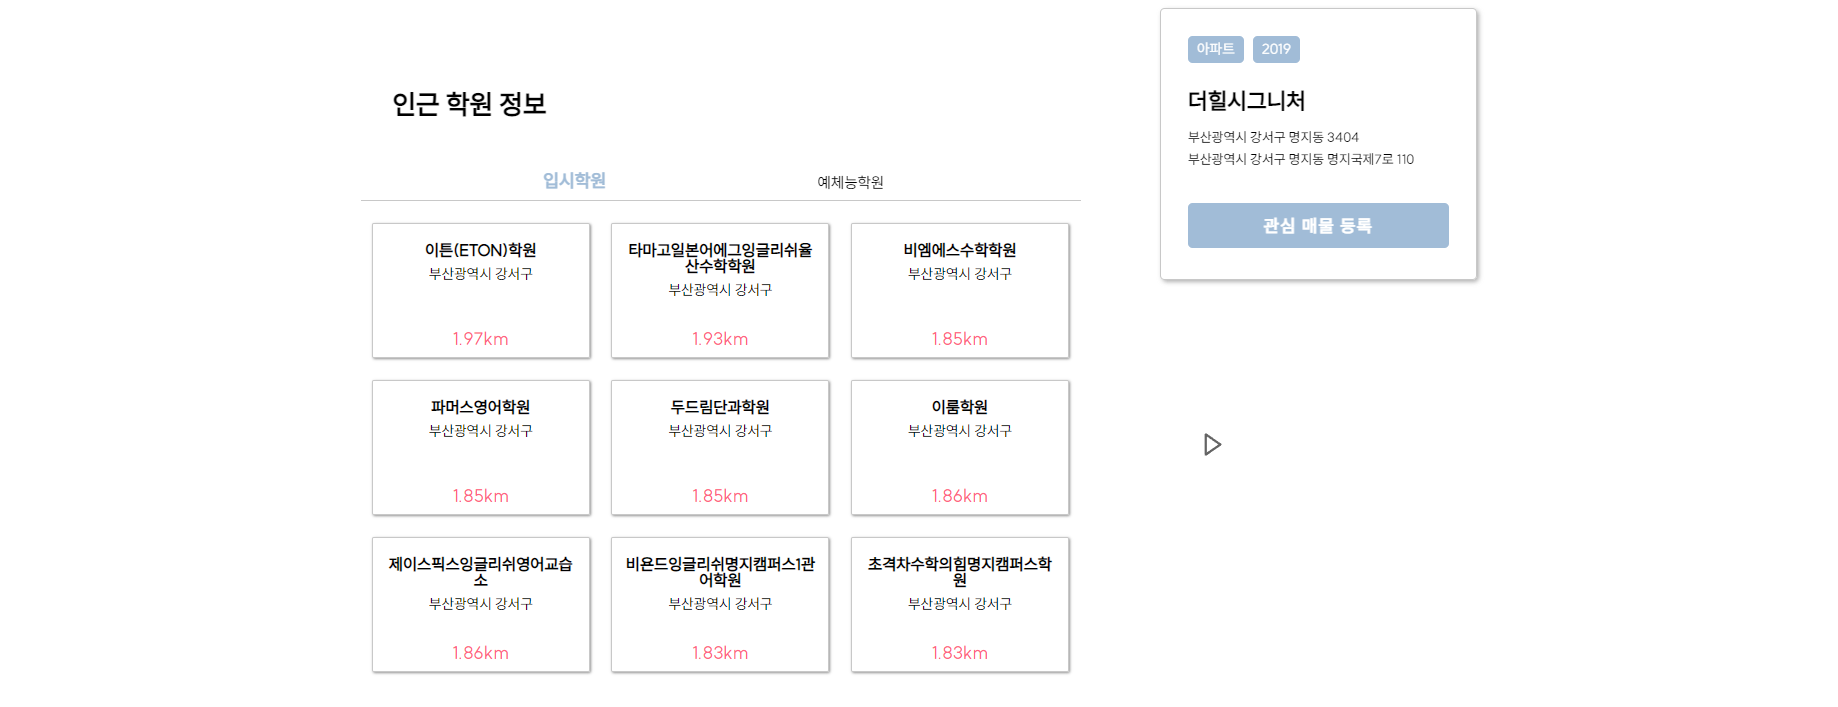 인근 학원 정보
입시학원
예체능학원
이튼(ETON)학원
부산광역시 강서구
1.97km
타마고일본어에그잉글리쉬율
산수학학원
부산광역시 강서구
1.93km
비엠에스수학학원
부산광역시 강서구
1.85km
파머스영어학원
부산광역시 강서구
1.85km
두드림단과학원
부산광역시 강서구
1.85km
이룸학원
부산광역시 강서구
1.86km
제이스픽스잉글리쉬영어교습
소
부산광역시 강서구
1.86km
비욘드잉글리쉬명지캠퍼스1관
어학원
부산광역시 강서구
1.83km
초격차수학의힘명지캠퍼스학
원
부산광역시 강서구
1.83km
아파트
2019
더힐시그니처
부산광역시 강서구 명지동 3404
부산광역시 강서구 명지동 명지국제7로 110
관심 매물 등록